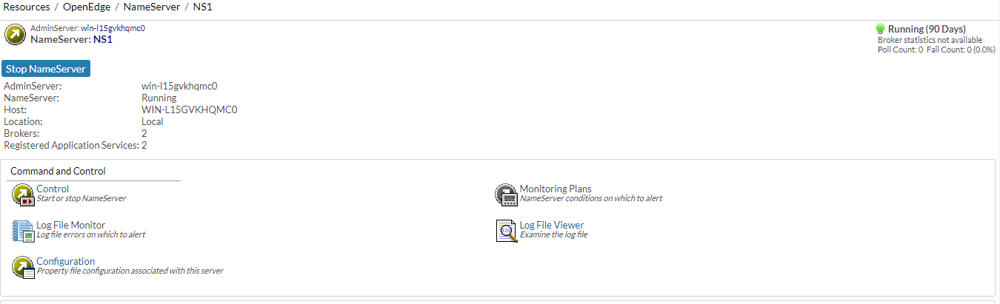 Resources / OpenEdge / NameServer / NS1
AdminServer: win-l15gvkhqmc0
NameServer: NS1
Running (90 Days)
Broker statistics not available
Poll Count: 0 Fail Count: 0 (0.0%)
Stop NameServer
AdminServer: win-l15gvkhqmc0
NameServer: Running
Host: WIN-L15GVKHQMC0
Location: Local
Brokers: 2
Registered Application Services: 2
Command and Control
Control
Start or stop NameServer
Monitoring Plans
NameServer conditions on which to alert
Log File Monitor
Log file errors on which to alert
Log File Viewer
Examine the log file
Configuration
Property file configuration associated with this server